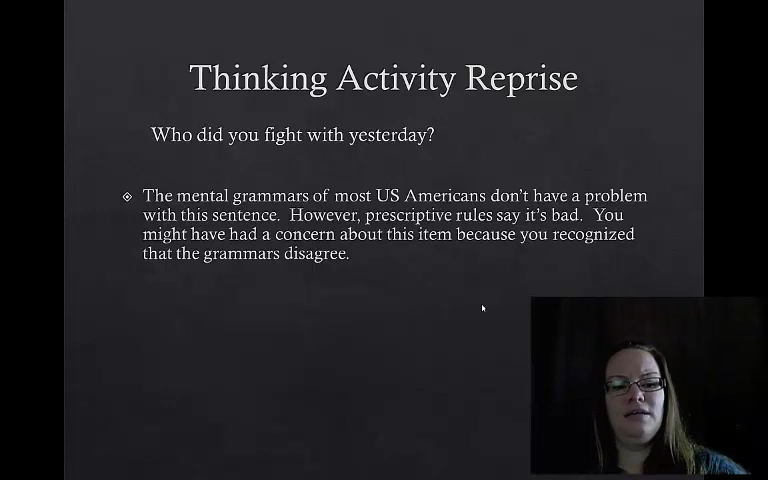 Thinking Activity Reprise
Who did you fight with yesterday?
The mental grammars of most US Americans don't have a problem
with this sentence.  However, prescriptive rules say it's bad.  You
might have had a concern about this item because you recognized
that the grammars disagree.